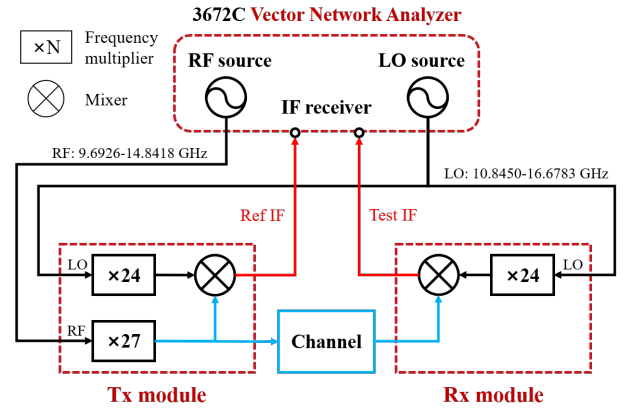 3672C Vector Network Analyzer
×N
Frequency
multiplier
Mixer
RF source
LO source
IF receiver
RF: 9.6926-14.8418 GHz
LO: 10.8450-16.6783 GHz
Ref IF
Test IF
LO
×24
×24
LO
RF
×27
Channel
Tx module
Rx module